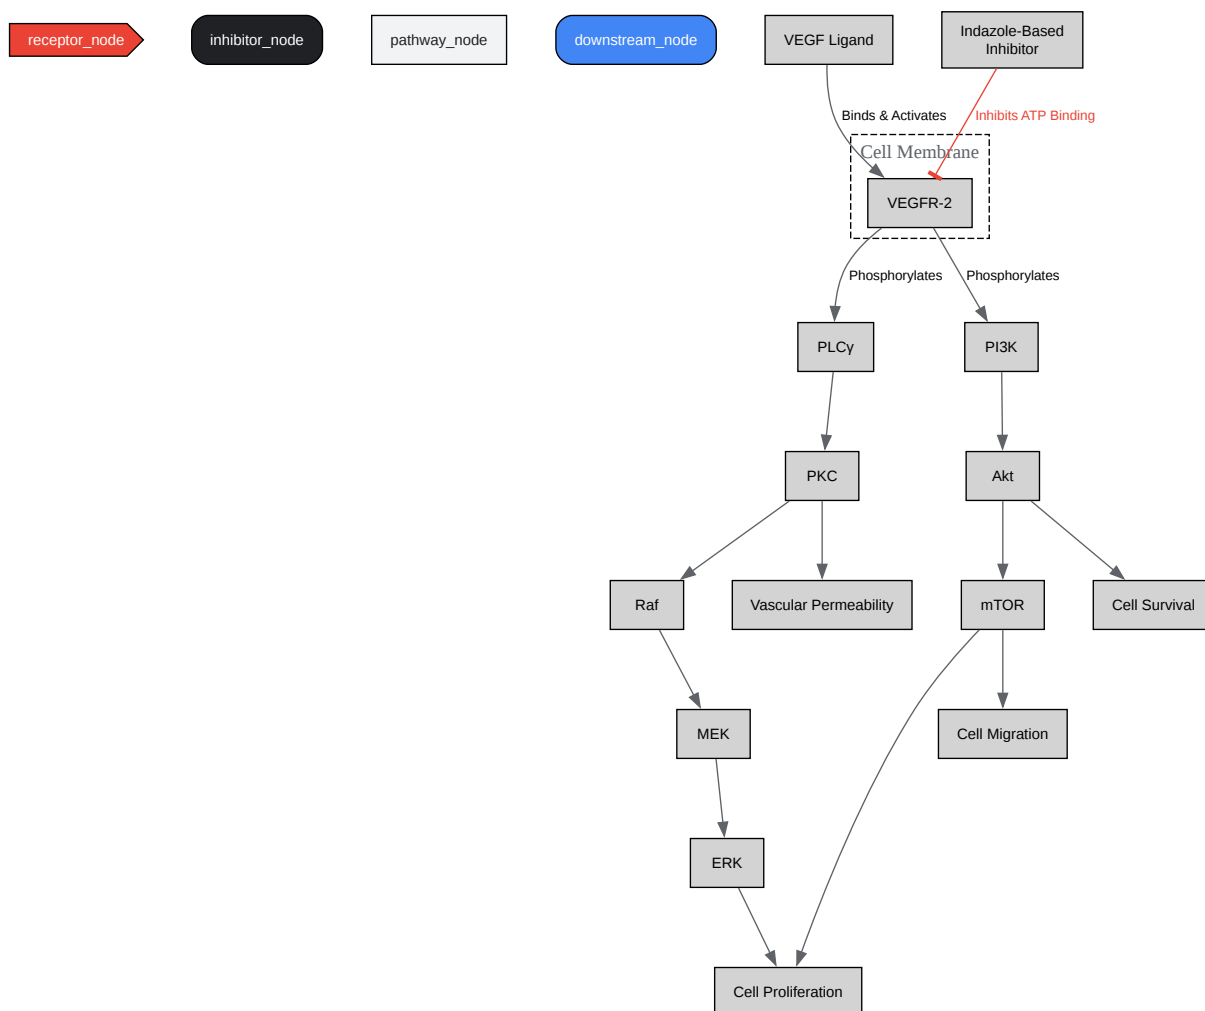 receptor_node
inhibitor_node
pathway_node
downstream_node
VEGF Ligand
Indazole-Based
Inhibitor
Binds & Activates
Inhibits ATP Binding
Cell Membrane
VEGFR-2
Phosphorylates
Phosphorylates
PLCγ
PI3K
PKC
Akt
Raf
Vascular Permeability
mTOR
Cell Survival
MEK
Cell Migration
ERK
Cell Proliferation